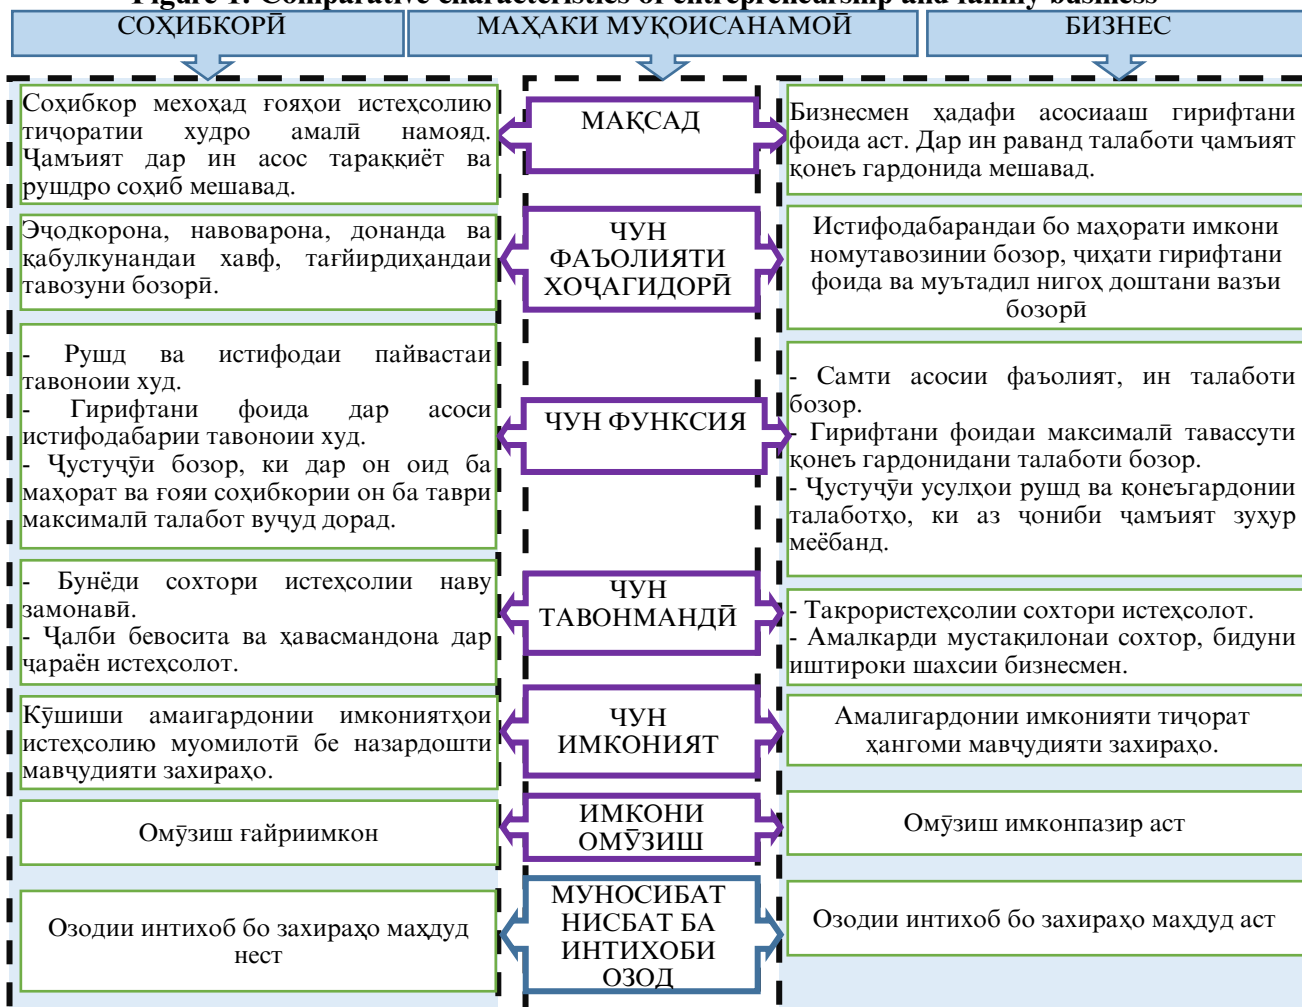 Figure 1: Comparative characteristics of entrepreneurship and family business
СОҲИБКОРӢ
МАҲАКИ МУҚОИСАНАМОӢ
БИЗНЕС
Соҳибкор мехоҳад ғояҳои истеҳсолию
тиҷоратии худро амалӣ намояд.
Ҷамъият дар ин асос тараққиёт ва
рушдро соҳиб мешавад.
МАҚСАД
Бизнесмен ҳадафи асосиааш гирифтани
фоида аст. Дар ин раванд талаботи ҷамъият
қонеъ гардонида мешавад.
Эҷодкорона, навоварона, донанда ва
қабулкунандаи хавф, тағйирдиҳандаи
тавозуни бозорӣ.
ЧУН
ФАЪОЛИЯТИ
ХОҶАГИДОРӢ
Истифодабарандаи бо маҳорати имкони
номутавозинии бозор, ҷиҳати гирифтани
фоида ва муътадил нигоҳ доштани вазъи
бозорӣ
- Рушд ва истифодаи пайвастаи
тавоноии худ.
- Гирифтани фоида дар асоси
истифодабарии тавоноии худ.
- Ҷустуҷӯи бозор, ки дар он оид ба
маҳорат ва ғояи соҳибкории он ба таври
максималӣ талабот вуҷуд дорад.
ЧУН ФУНКСИЯ
- Самти асосии фаъолият, ин талаботи
бозор.
- Гирифтани фоидаи максималӣ тавассути
қонеъ гардонидани талаботи бозор.
- Ҷустуҷӯи усулҳои рушд ва қонеъгардонии
талаботҳо, ки аз ҷониби ҷамъият зуҳур
меёбанд.
- Бунёди сохтори истеҳсолии наву
замонавӣ.
- Ҷалби бевосита ва ҳавасмандона дар
ҷараён истеҳсолот.
ЧУН
ТАВОНМАНДӢ
- Такрористеҳсолии сохтори истеҳсолот.
- Амалкарди мустақилонаи сохтор, бидуни
иштироки шахсии бизнесмен.
Кӯшиши амаигардонии имкониятҳои
истеҳсолию муомилотӣ бе назардошти
мавҷудияти захираҳо.
ЧУН
ИМКОНИЯТ
Амалигардонии имконияти тиҷорат
ҳангоми мавҷудияти захираҳо.
Омӯзиш ғайриимкон
ИМКОНИ
ОМӮЗИШ
Омӯзиш имконпазир аст
Озодии интихоб бо захираҳо маҳдуд
нест
МУНОСИБАТ
НИСБАТ БА
ИНТИХОБИ
ОЗОД
Озодии интихоб бо захираҳо маҳдуд аст